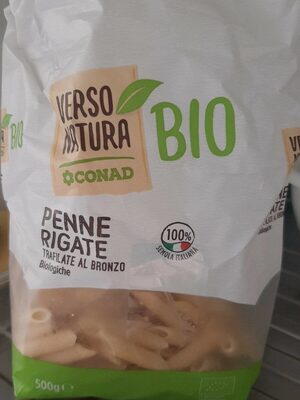 VERSO
NATURA
CONAD
BIO
PENNE
RIGATE
TRAFILATE AL BRONZO
Biologiche
100%
SEMOLA ITALIANA
500g e